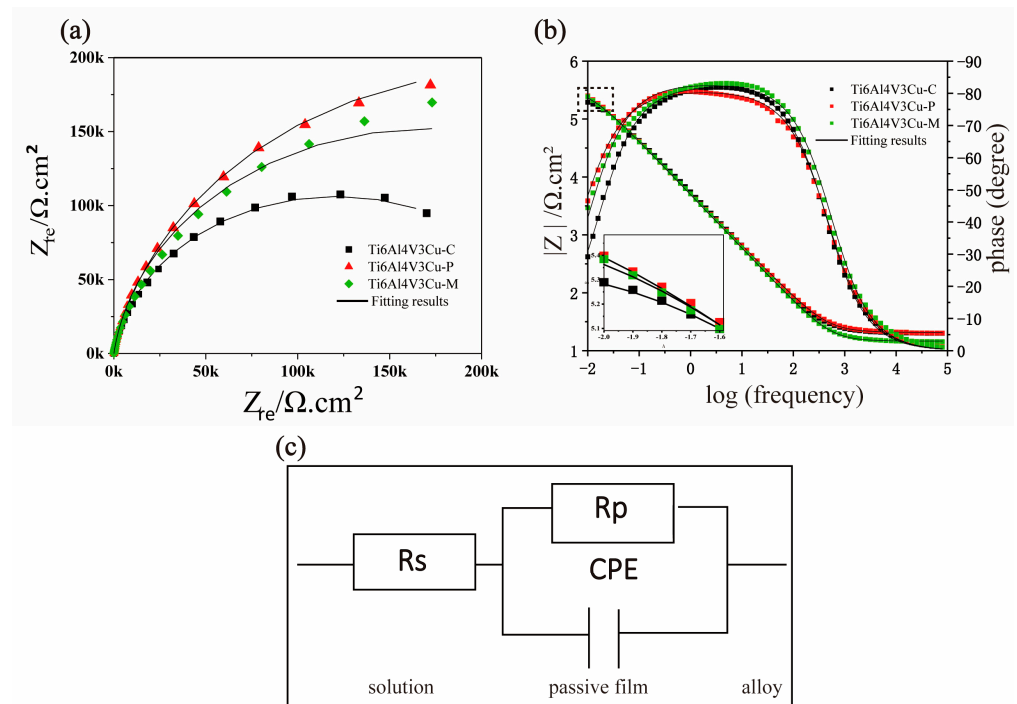 (a)
200k
150k
100k
50k
0k
0k
50k
100k
150k
200k
Z_re/Ω.cm²
Z_re/Ω.cm²
Ti6Al4V3Cu-C
Ti6Al4V3Cu-P
Ti6Al4V3Cu-M
Fitting results
(b)
6
5
4
3
2
1
|Z|/Ω.cm²
-90
-80
-70
-60
-50
-40
-30
-20
-10
0
phase (degree)
Ti6Al4V3Cu-C
Ti6Al4V3Cu-P
Ti6Al4V3Cu-M
Fitting results
5.3
5.2
5.1
-2.0
-1.9
-1.8
-1.7
-1.6
-2
-1
0
1
2
3
4
5
log (frequency)
(c)
Rp
Rs
CPE
solution
passive film
alloy